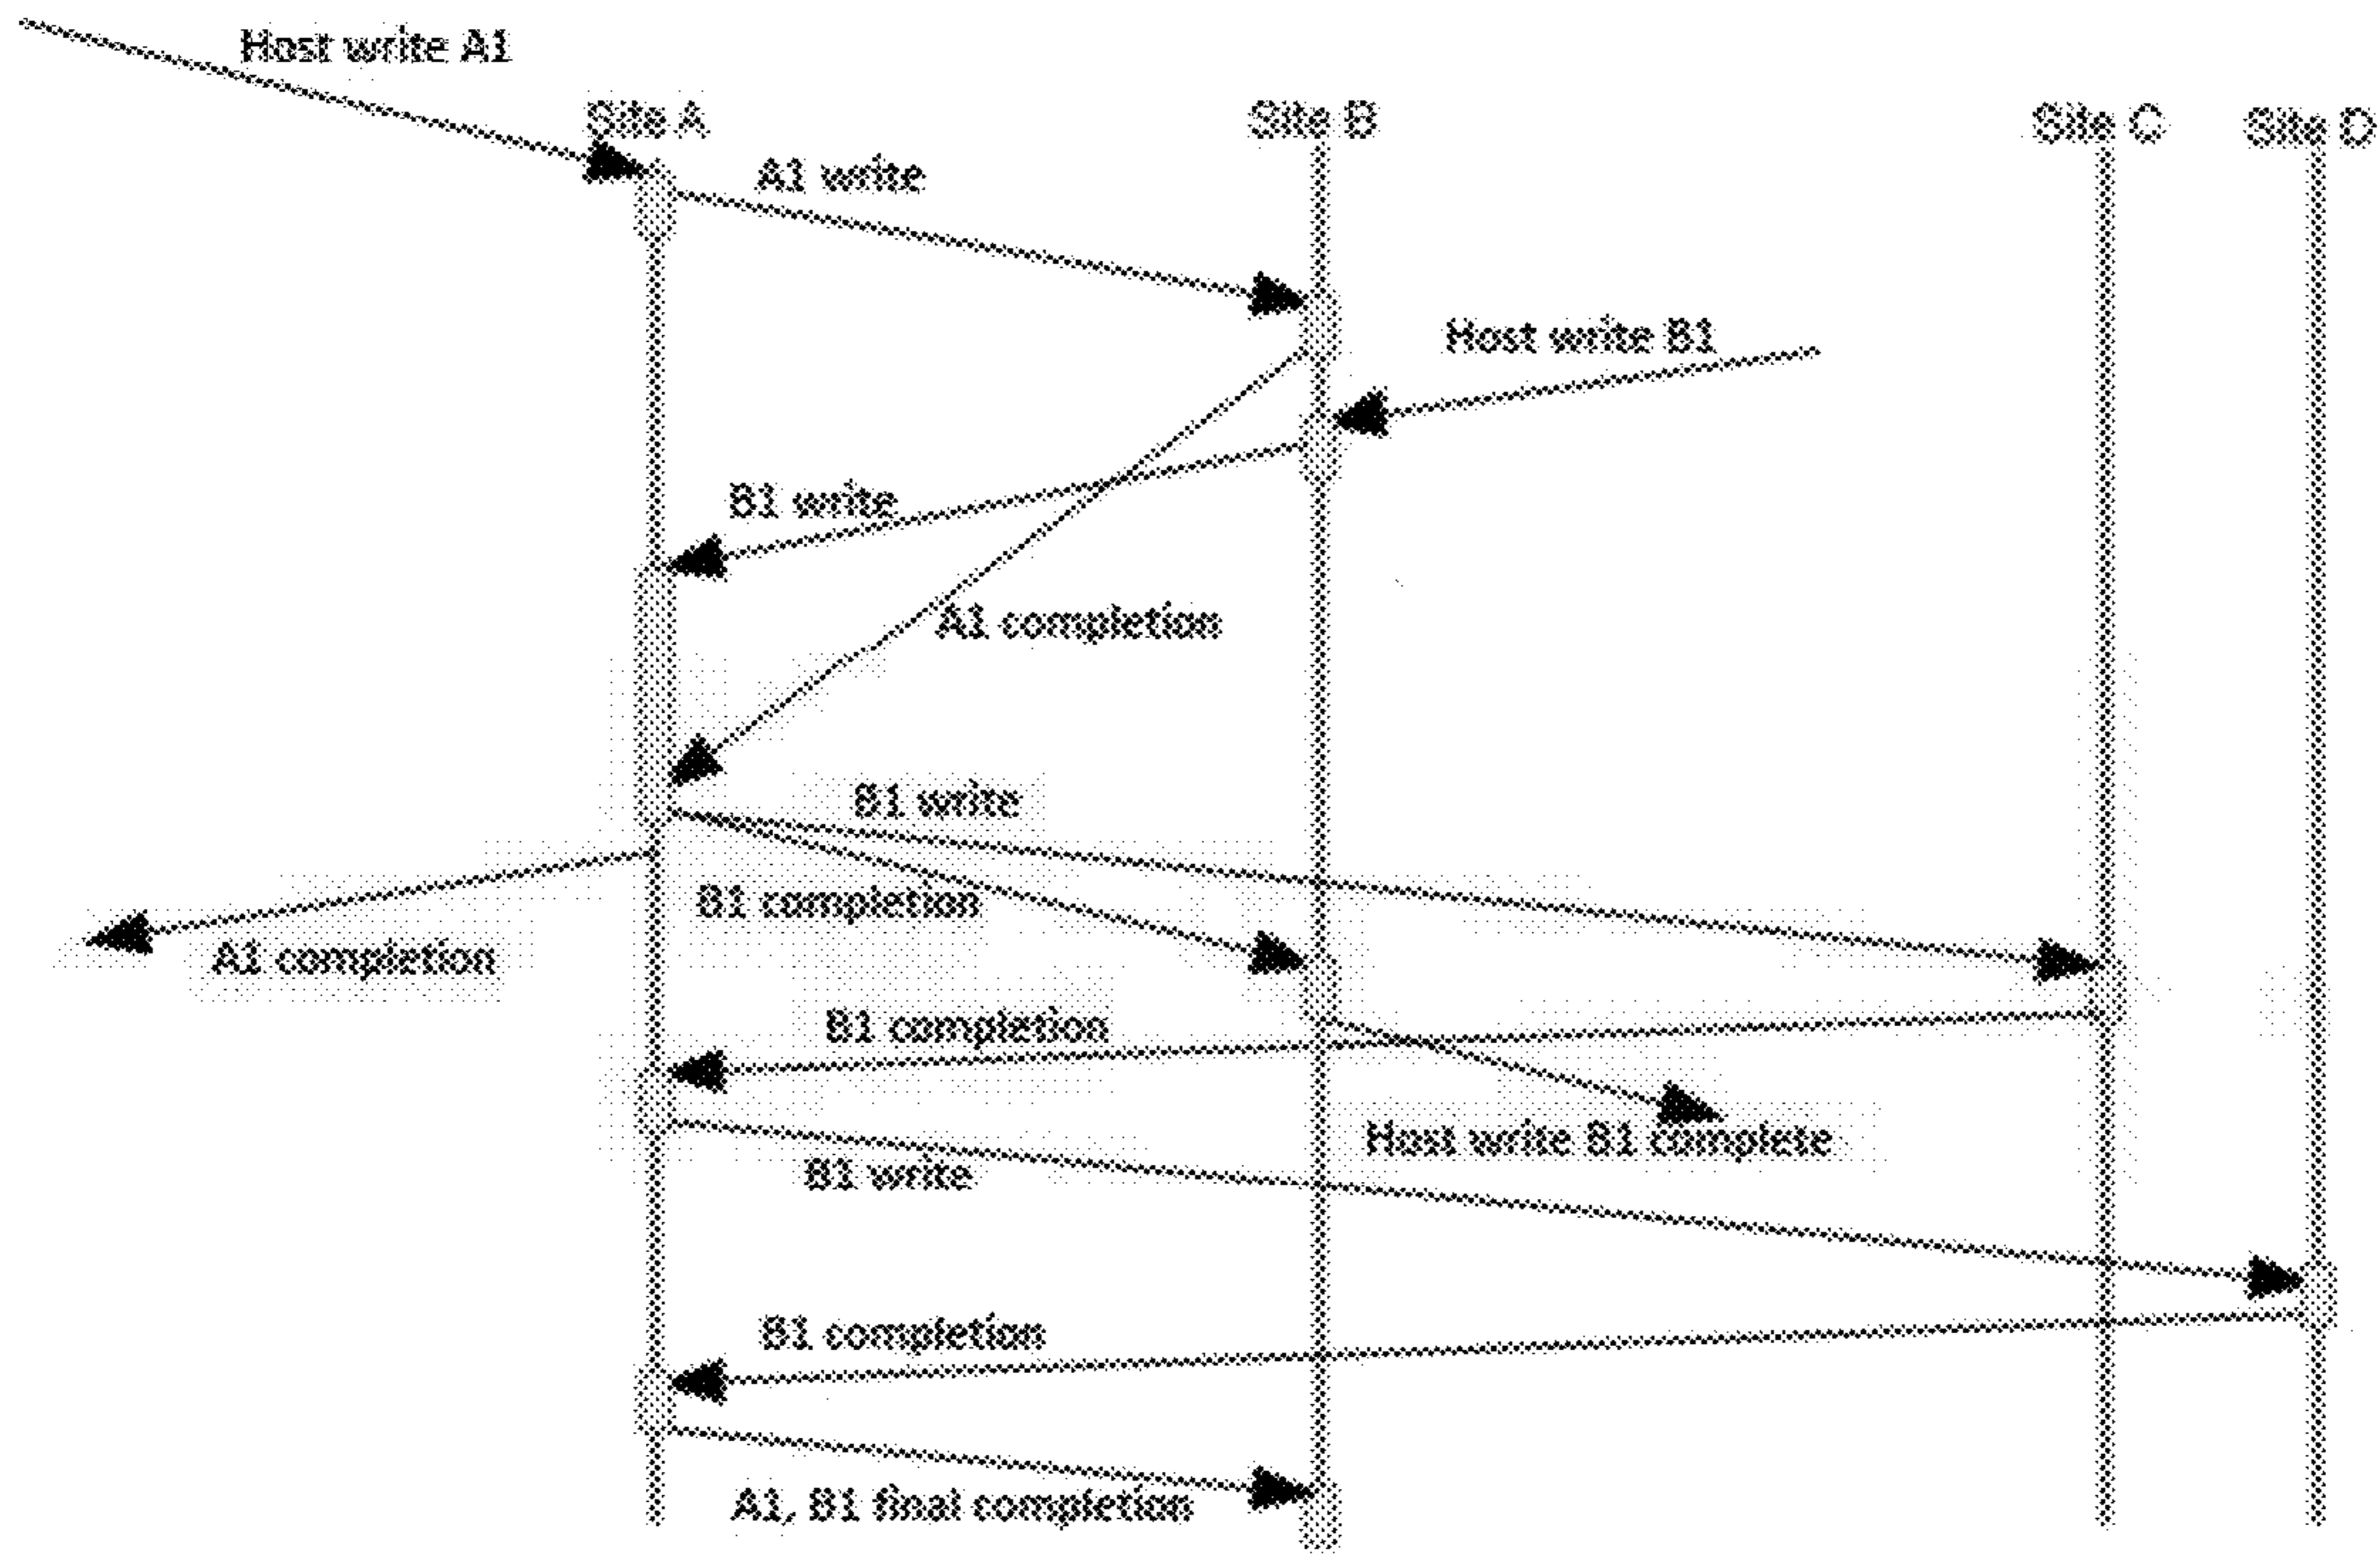 Host write A1
Site A
Site B
Site C
Site D
A1 write
Host write B1
B1 write
A1 completion
B1 write
B1 completion
A1 completion
B1 completion
Host write B1 complete
B1 write
B1 completion
A1, B1 final completion